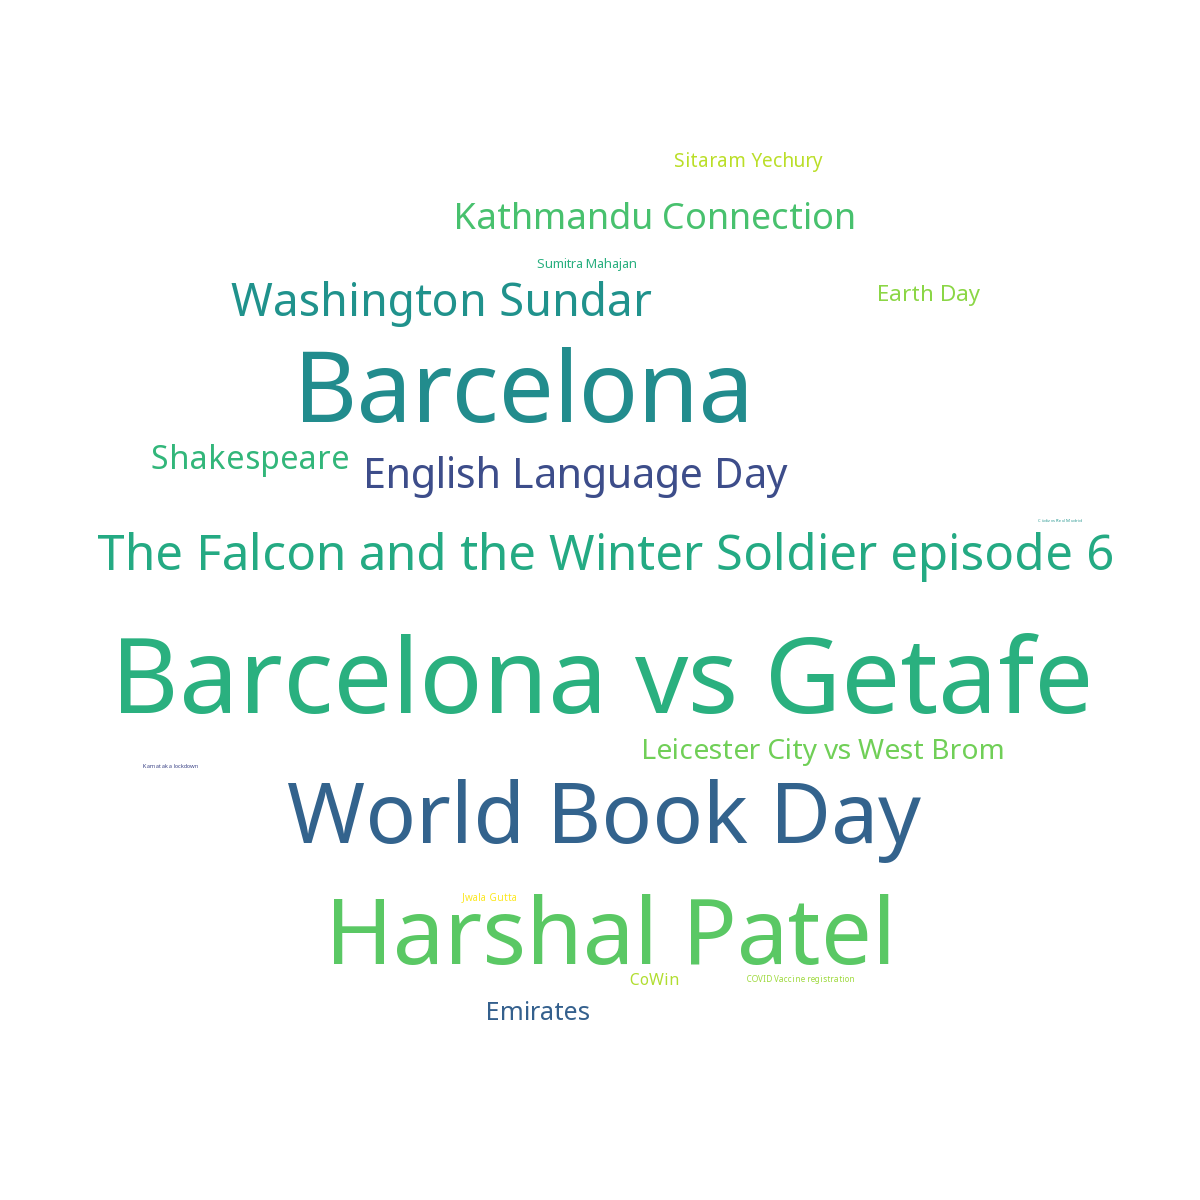 Sitaram Yechury
Kathmandu Connection
Sumitra Mahajan
Washington Sundar
Earth Day
Barcelona
Shakespeare
English Language Day
The Falcon and the Winter Soldier episode 6
Barcelona vs Getafe
Leicester City vs West Brom
Karnataka lockdown
World Book Day
Jwala Gutta
Harshal Patel
CoWin
COVID Vaccine registration
Emirates